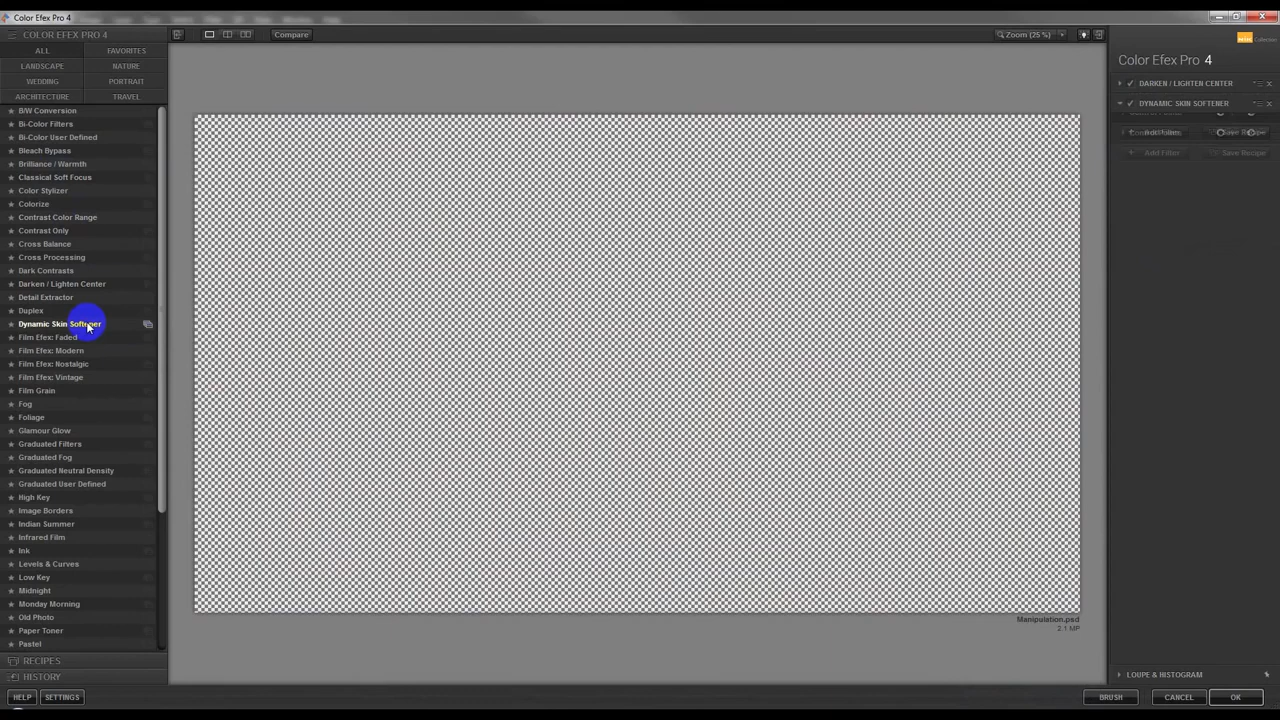 Color Efex Pro 4
COLOR EFEX PRO 4
Compare
Zoom (25 %)
ALL
FAVORITES
LANDSCAPE
NATURE
WEDDING
PORTRAIT
ARCHITECTURE
TRAVEL
B/W Conversion
Bi-Color Filters
Bi-Color User Defined
Bleach Bypass
Brilliance / Warmth
Classical Soft Focus
Color Stylizer
Colorize
Contrast Color Range
Contrast Only
Cross Balance
Cross Processing
Dark Contrasts
Darken / Lighten Center
Detail Extractor
Duplex
Dynamic Skin Softener
Film Efex: Faded
Film Efex: Modern
Film Efex: Nostalgic
Film Efex: Vintage
Film Grain
Fog
Foliage
Glamour Glow
Graduated Filters
Graduated Fog
Graduated Neutral Density
Graduated User Defined
High Key
Image Borders
Indian Summer
Infrared Film
Ink
Levels & Curves
Low Key
Midnight
Monday Morning
Old Photo
Paper Toner
Pastel
RECIPES
HISTORY
HELP
SETTINGS
Manipulation.psd
2.1 MP
Collection
Color Efex Pro 4
DARKEN / LIGHTEN CENTER
DYNAMIC SKIN SOFTENER
Add Filter
Save Recipe
LOUPE & HISTOGRAM
BRUSH
CANCEL
OK